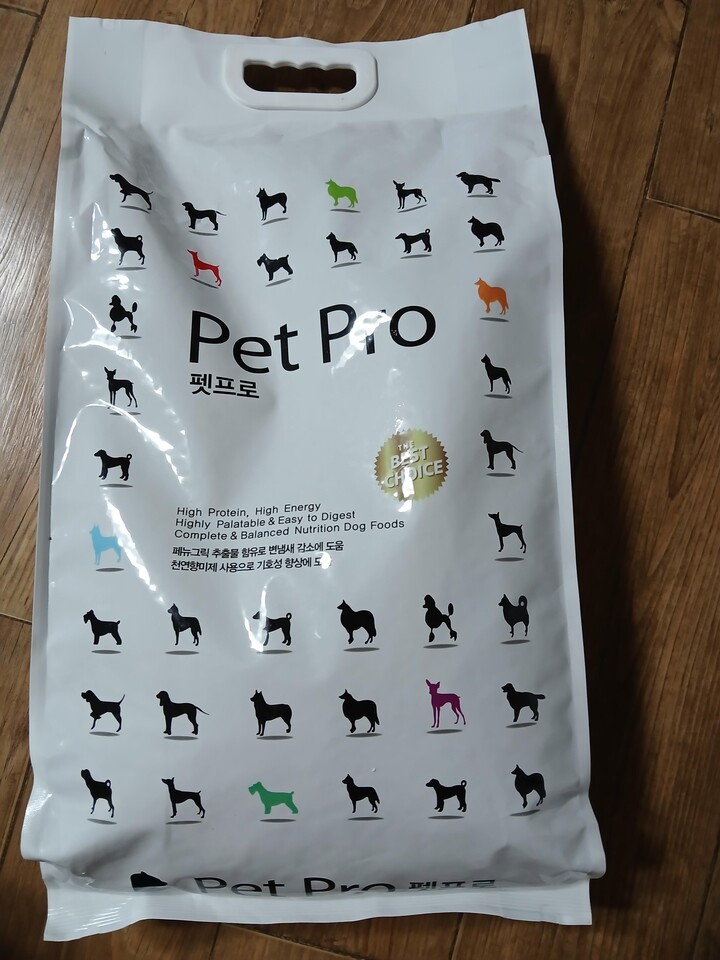 Pet Pro
펫프로
THE
BEST
CHOICE
High Protein, High Energy
Highly Palatable & Easy to Digest
Complete & Balanced Nutrition Dog Foods
페뉴그릭 추출물 함유로 변냄새 감소에 도움
천연향미제 사용으로 기호성 향상에
Pet Pro 펫프로